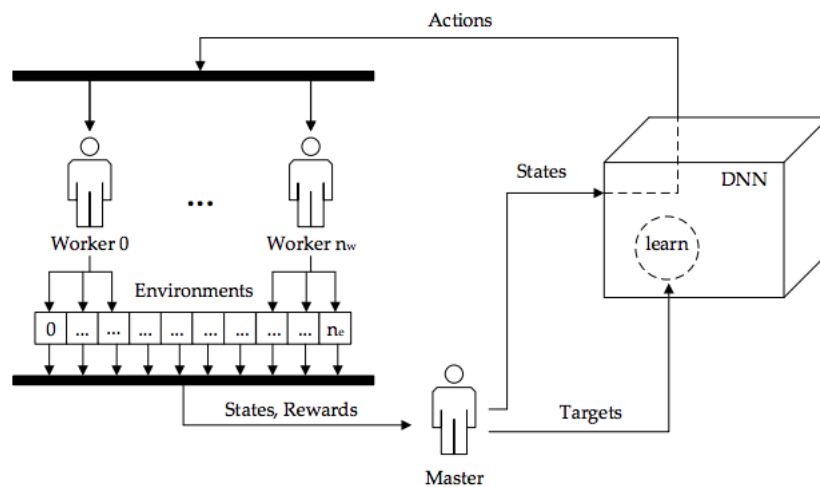 Actions
DNN
States
learn
Worker 0
...
Worker nw
Environments
0 ... ... ... ... ... ... ... ... ne
States, Rewards
Targets
Master